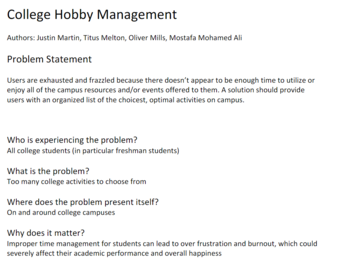 College Hobby Management
Authors: Justin Martin, Titus Melton, Oliver Mills, Mostafa Mohamed Ali
Problem Statement
Users are exhausted and frazzled because there doesn't appear to be enough time to utilize or
enjoy all of the campus resources and/or events offered to them. A solution should provide
users with an organized list of the choicest, optimal activities on campus.
Who is experiencing the problem?
All college students (in particular freshman students)
What is the problem?
Too many college activities to choose from
Where does the problem present itself?
On and around college campuses
Why does it matter?
Improper time management for students can lead to over frustration and burnout, which could
severely affect their academic performance and overall happiness